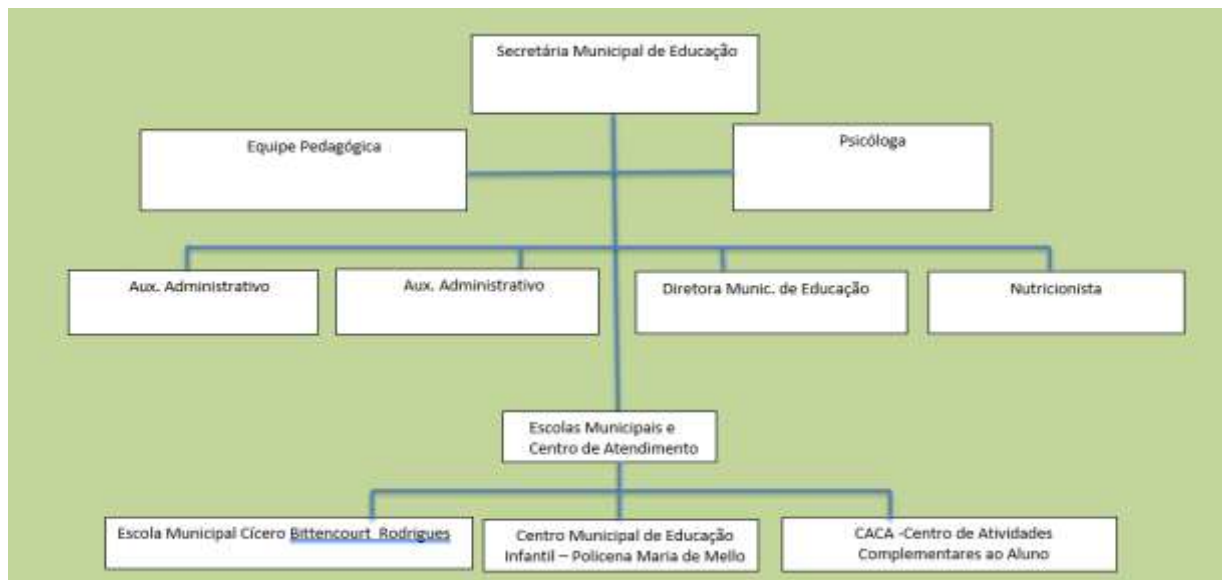 Secretária Municipal de Educação
Equipe Pedagógica
Psicóloga
Aux. Administrativo
Aux. Administrativo
Diretora Munic. de Educação
Nutricionista
Escolas Municipais e
Centro de Atendimento
Escola Municipal Cícero Bittencourt Rodrigues
Centro Municipal de Educação
Infantil – Policena Maria de Mello
CACA -Centro de Atividades
Complementares ao Aluno